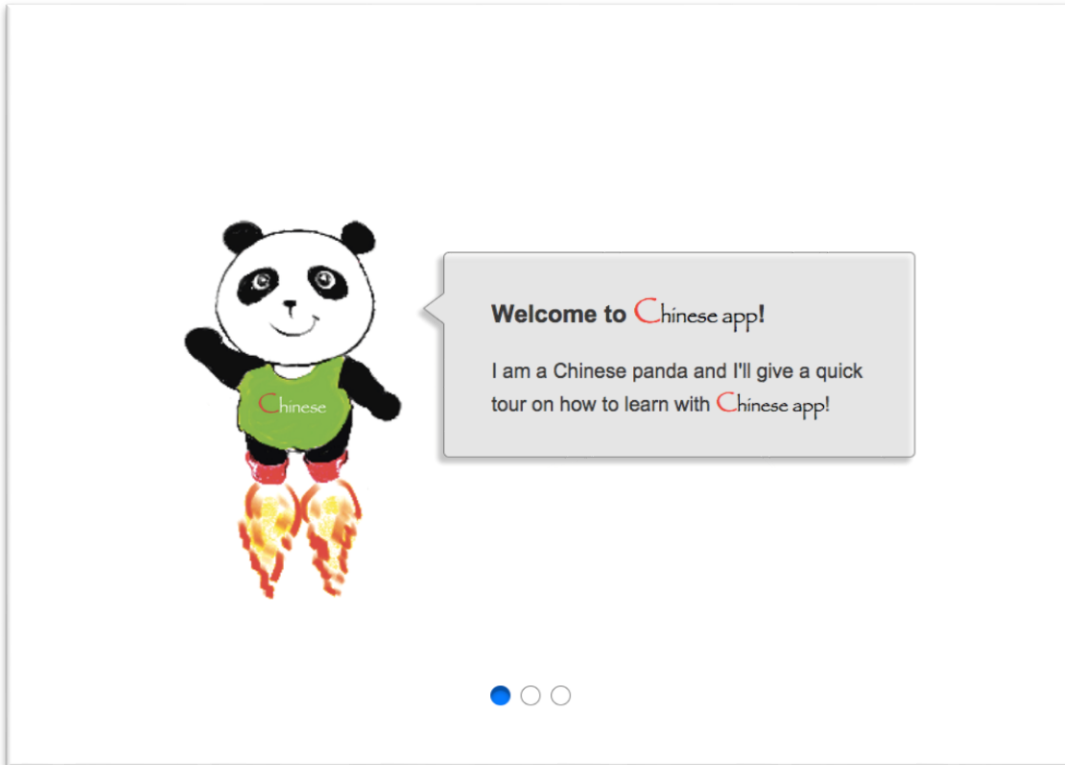 Welcome to Chinese app!
I am a Chinese panda and I'll give a quick
tour on how to learn with Chinese app!
Chinese